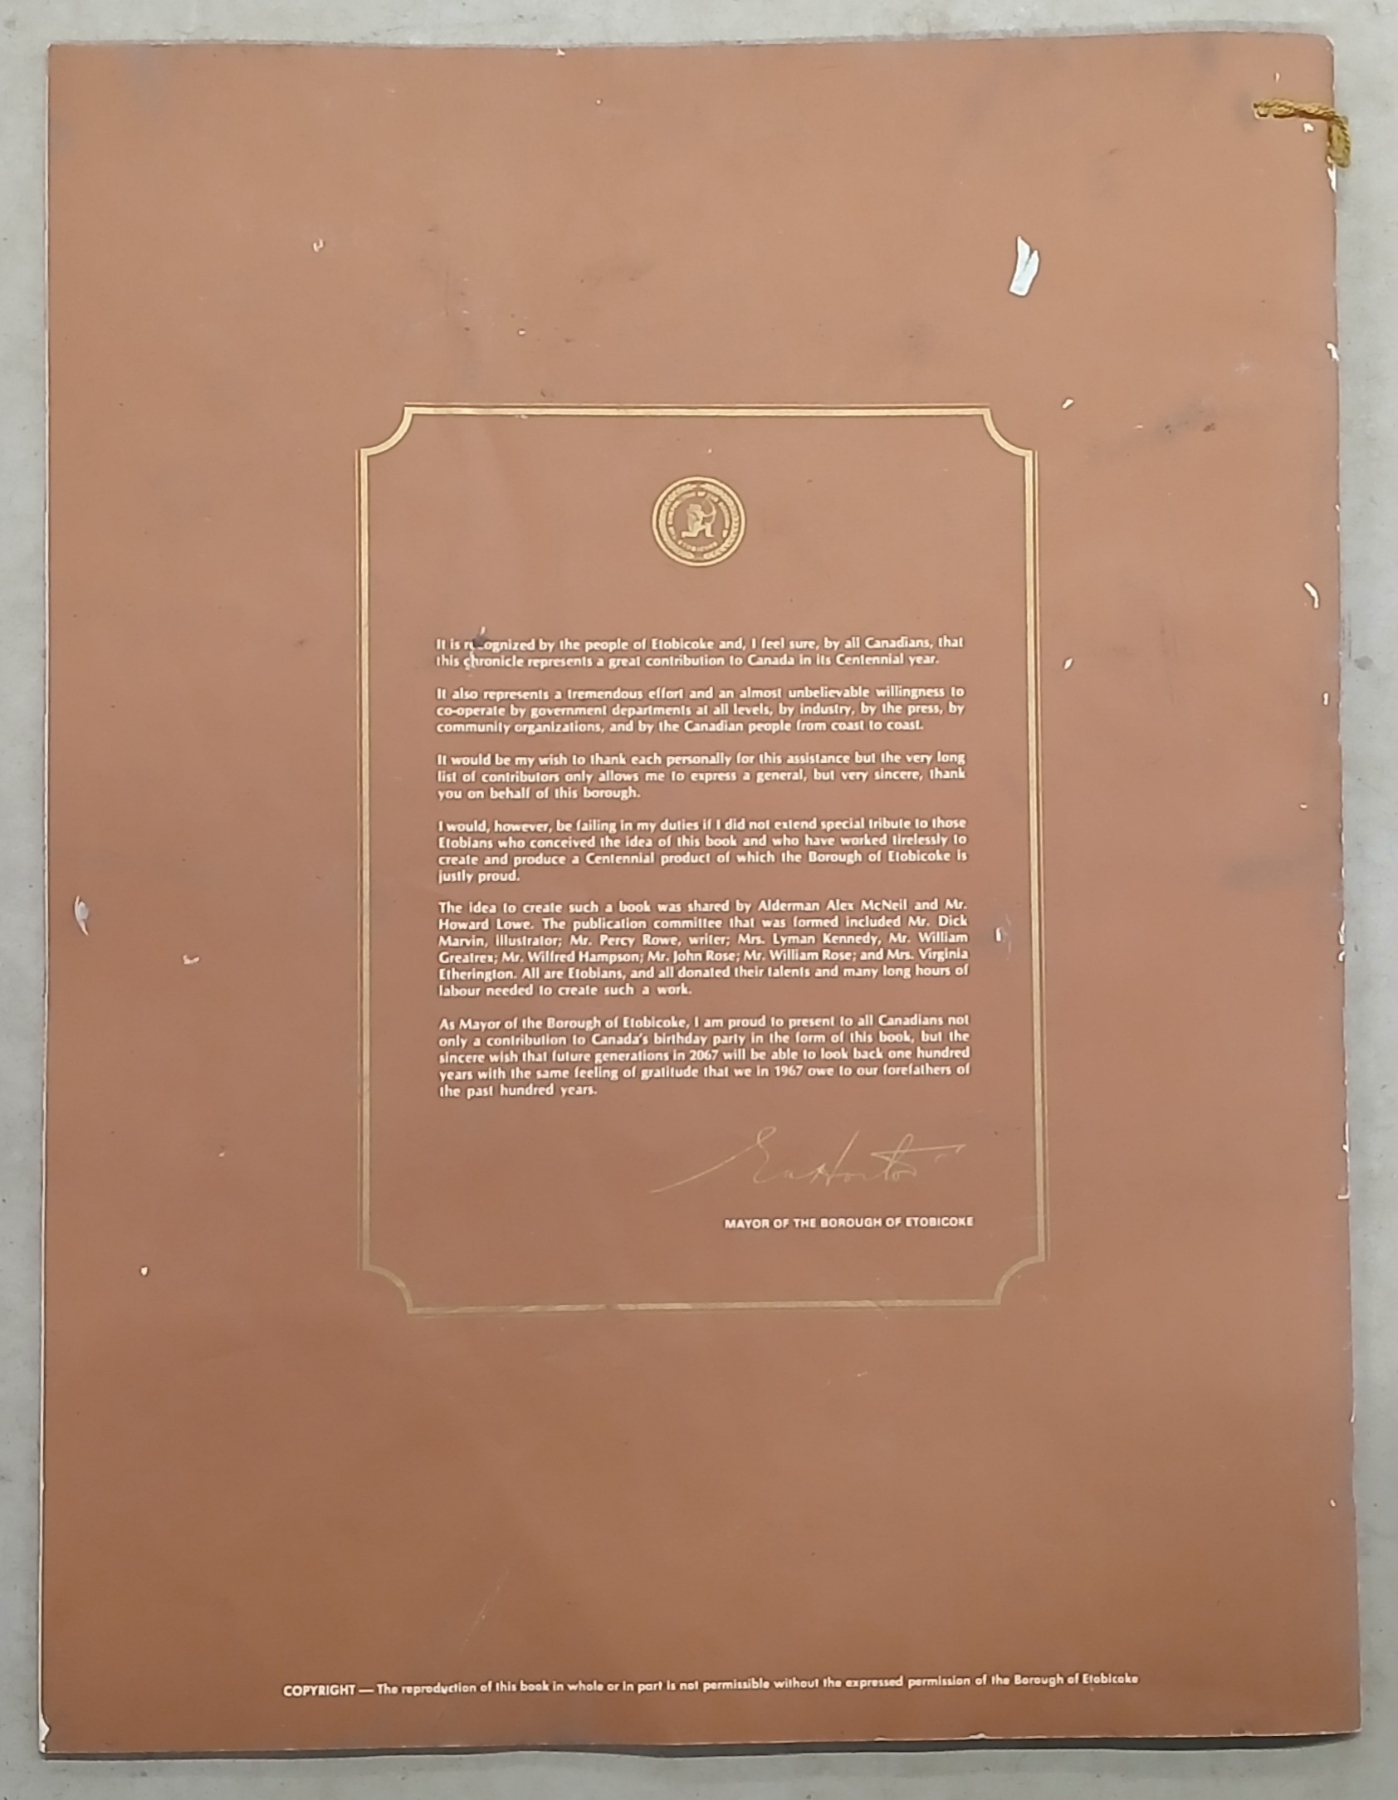 It is recognized by the people of Etobicoke and, I feel sure, by all Canadians, that
this chronicle represents a great contribution to Canada in its Centennial year.
It also represents a tremendous effort and an almost unbelievable willingness to
co-operate by government departments at all levels, by industry, by the press, by
community organizations, and by the Canadian people from coast to coast.
It would be my wish to thank each personally for this assistance but the very long
list of contributors only allows me to express a general, but very sincere, thank
you on behalf of this borough.
I would, however, be failing in my duties if I did not extend special tribute to those
Etobians who conceived the idea of this book and who have worked tirelessly to
create and produce a Centennial product of which the Borough of Etobicoke is
justly proud.
The idea to create such a book was shared by Alderman Alex McNeil and Mr.
Howard Lowe. The publication committee that was formed included Mr. Dick
Marvin, illustrator; Mr. Percy Rowe, writer; Mrs. Lyman Kennedy, Mr. William
Greatrex; Mr. Wilfred Hampson; Mr. John Rose; Mr. William Rose; and Mrs. Virginia
Etherington. All are Etobians, and all donated their talents and many long hours of
labour needed to create such a work.
As Mayor of the Borough of Etobicoke, I am proud to present to all Canadians not
only a contribution to Canada's birthday party in the form of this book, but the
sincere wish that future generations in 2067 will be able to look back one hundred
years with the same feeling of gratitude that we in 1967 owe to our forefathers of
the past hundred years.
MAYOR OF THE BOROUGH OF ETOBICOKE
COPYRIGHT — The reproduction of this book in whole or in part is not permissible without the expressed permission of the Borough of Etobicoke